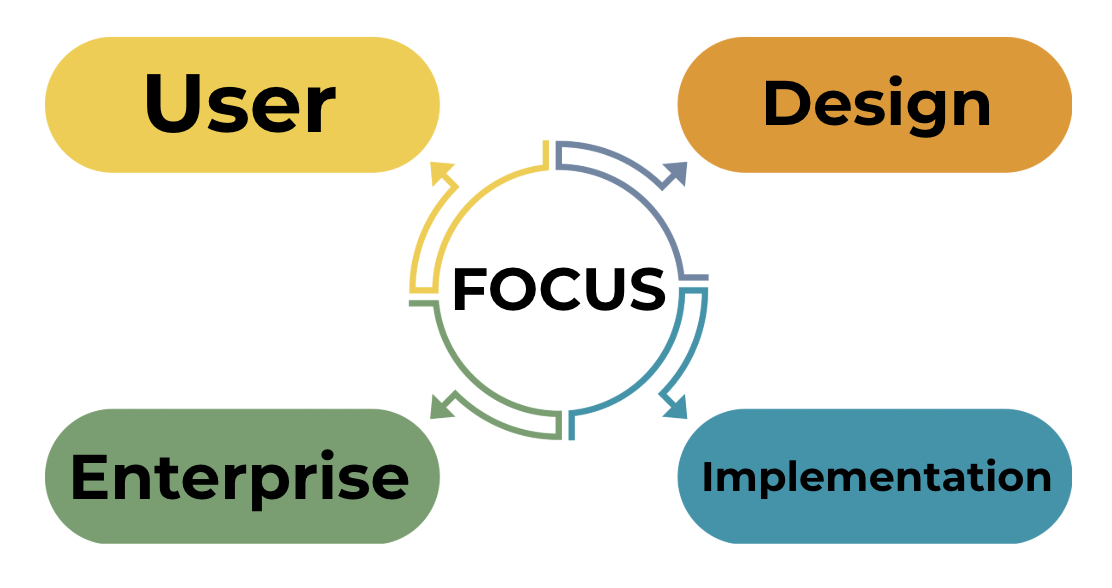 User
Design
FOCUS
Enterprise
Implementation